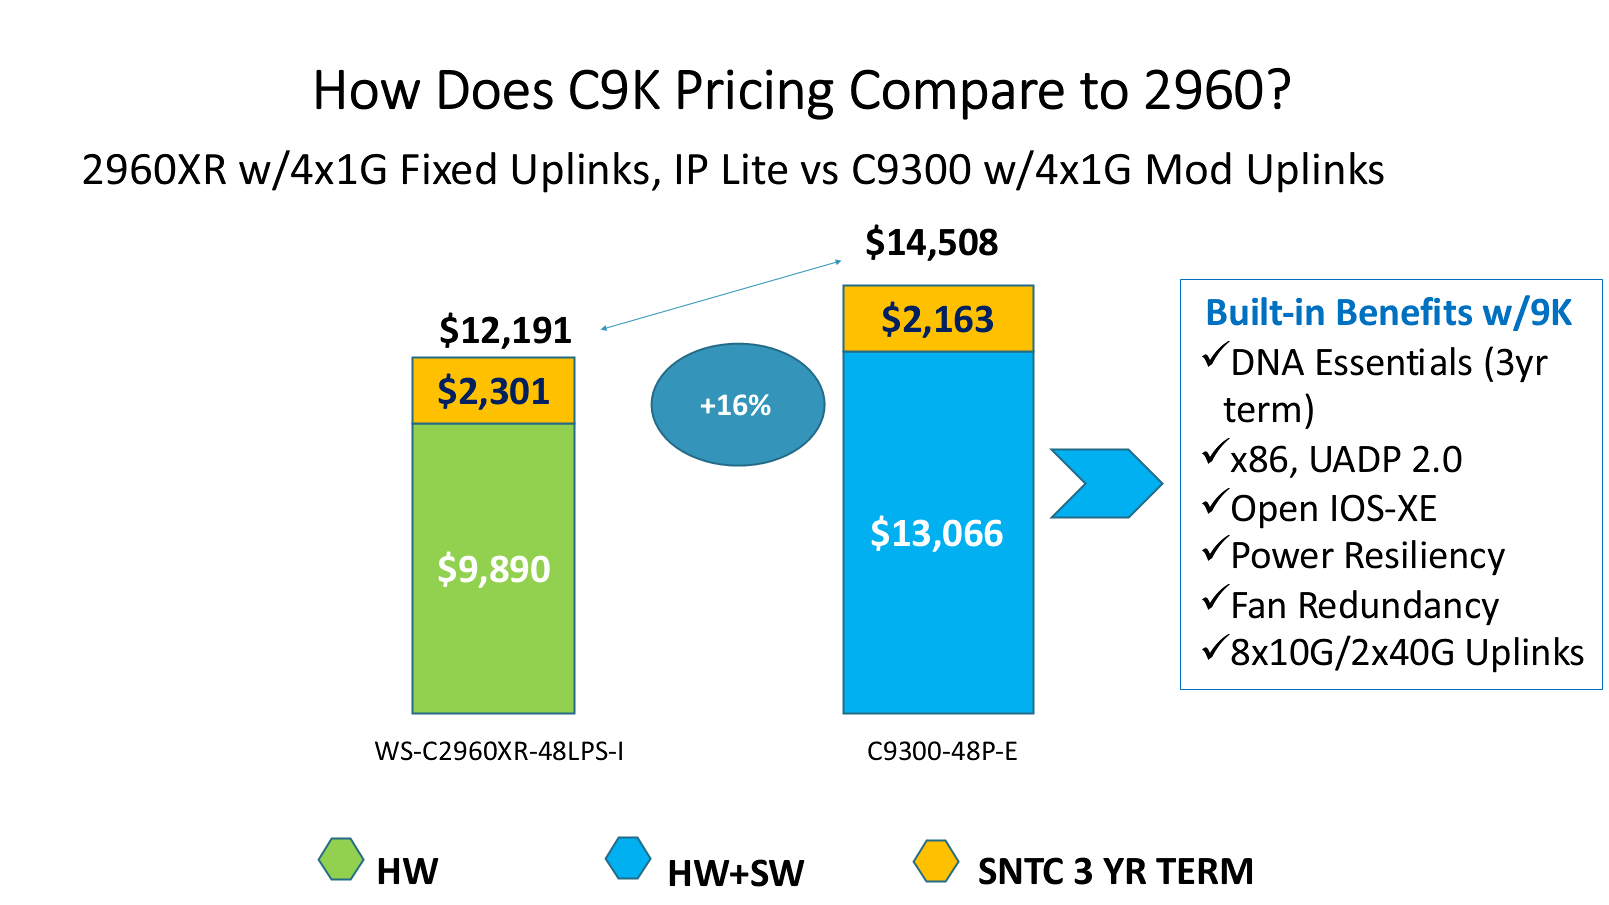 How Does C9K Pricing Compare to 2960?
2960XR w/4x1G Fixed Uplinks, IP Lite vs C9300 w/4x1G Mod Uplinks
$12,191
$2,301
$9,890
WS-C2960XR-48LPS-I
+16%
$14,508
$2,163
$13,066
C9300-48P-E
Built-in Benefits w/9K
✓DNA Essentials (3yr
term)
✓x86, UADP 2.0
✓Open IOS-XE
✓Power Resiliency
✓Fan Redundancy
✓8x10G/2x40G Uplinks
HW
HW+SW
SNTC 3 YR TERM